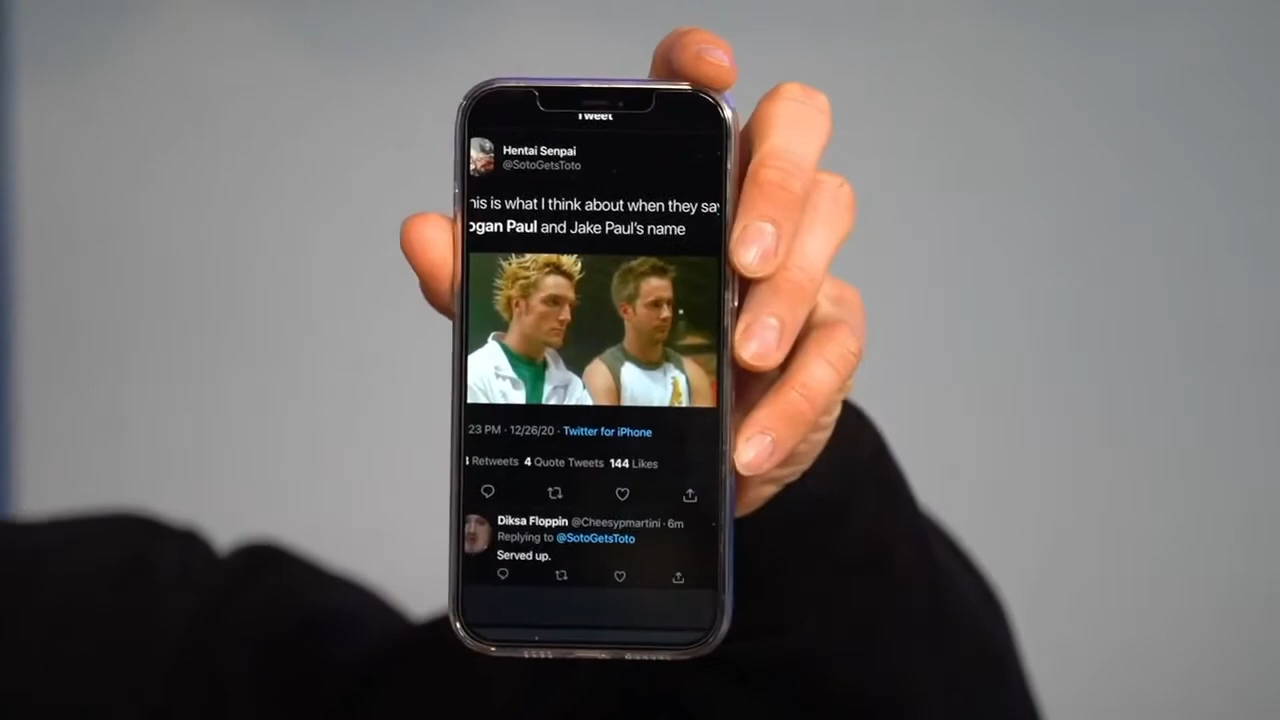 Tweet
Hentai Senpai
@SotoGetsToto
his is what I think about when they say
ogan Paul and Jake Paul's name
23 PM · 12/26/20 · Twitter for iPhone
Retweets 4 Quote Tweets 144 Likes
Diksa Floppin @Cheesypmartini · 6m
Replying to @SotoGetsToto
Served up.